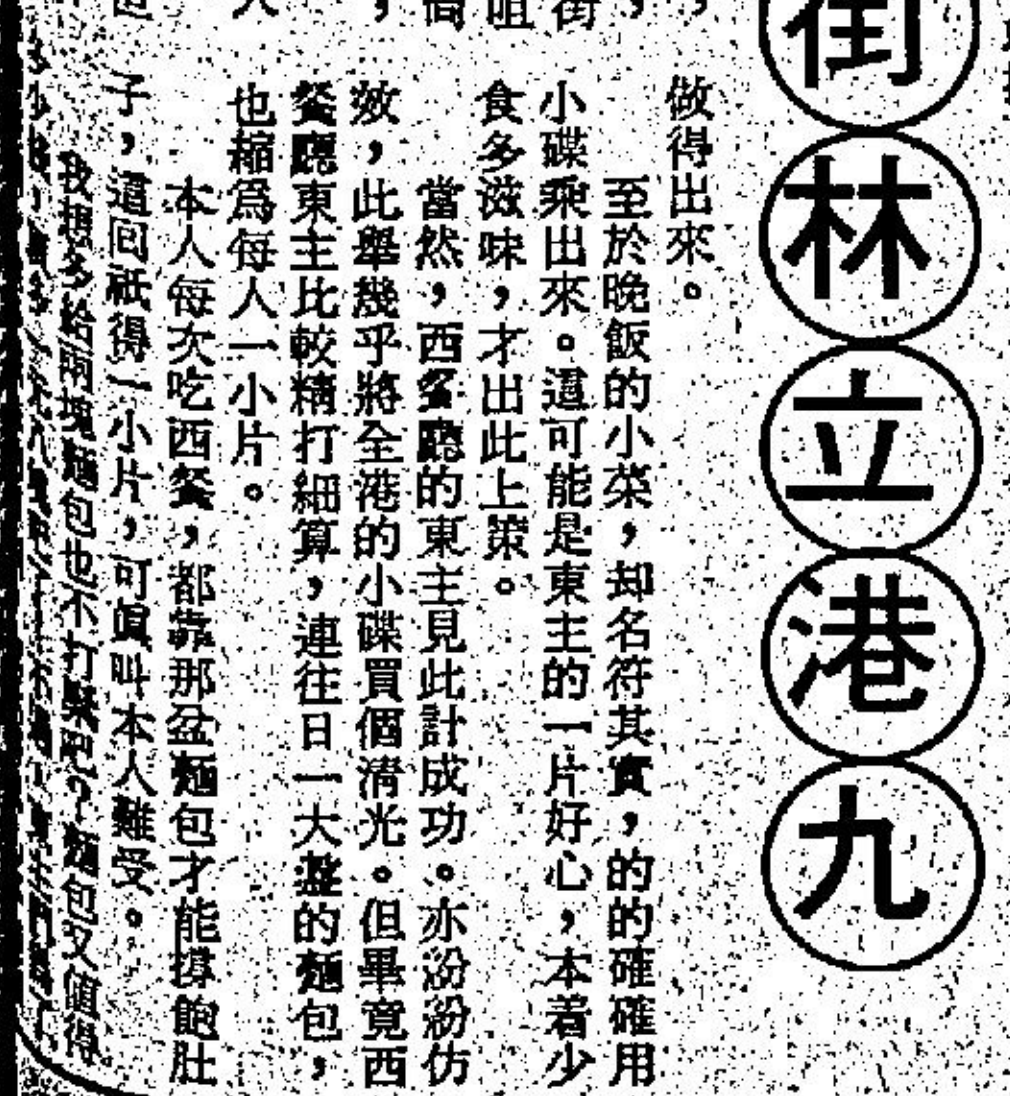 街林立港九
做得出來。
至於晚飯的小菜，却名符其實，的的確確用
小碟乘出來。這可能是東主的一片好心，本着少
食多滋味，才出此上策。
當然，西餐廳的東主見此計成功。亦紛紛仿
效，此舉幾乎將全港的小碟買個清光。但畢竟西
餐廳東主比較精打細算，連往日一大盤的麵包，
也縮爲每人一小片。
本人每次吃西餐，都靠那盆麵包才能撐飽肚
子，這回祇得一小片，可眞叫本人難受。
我想多給兩塊麵包也不打緊吧？麵包又值得